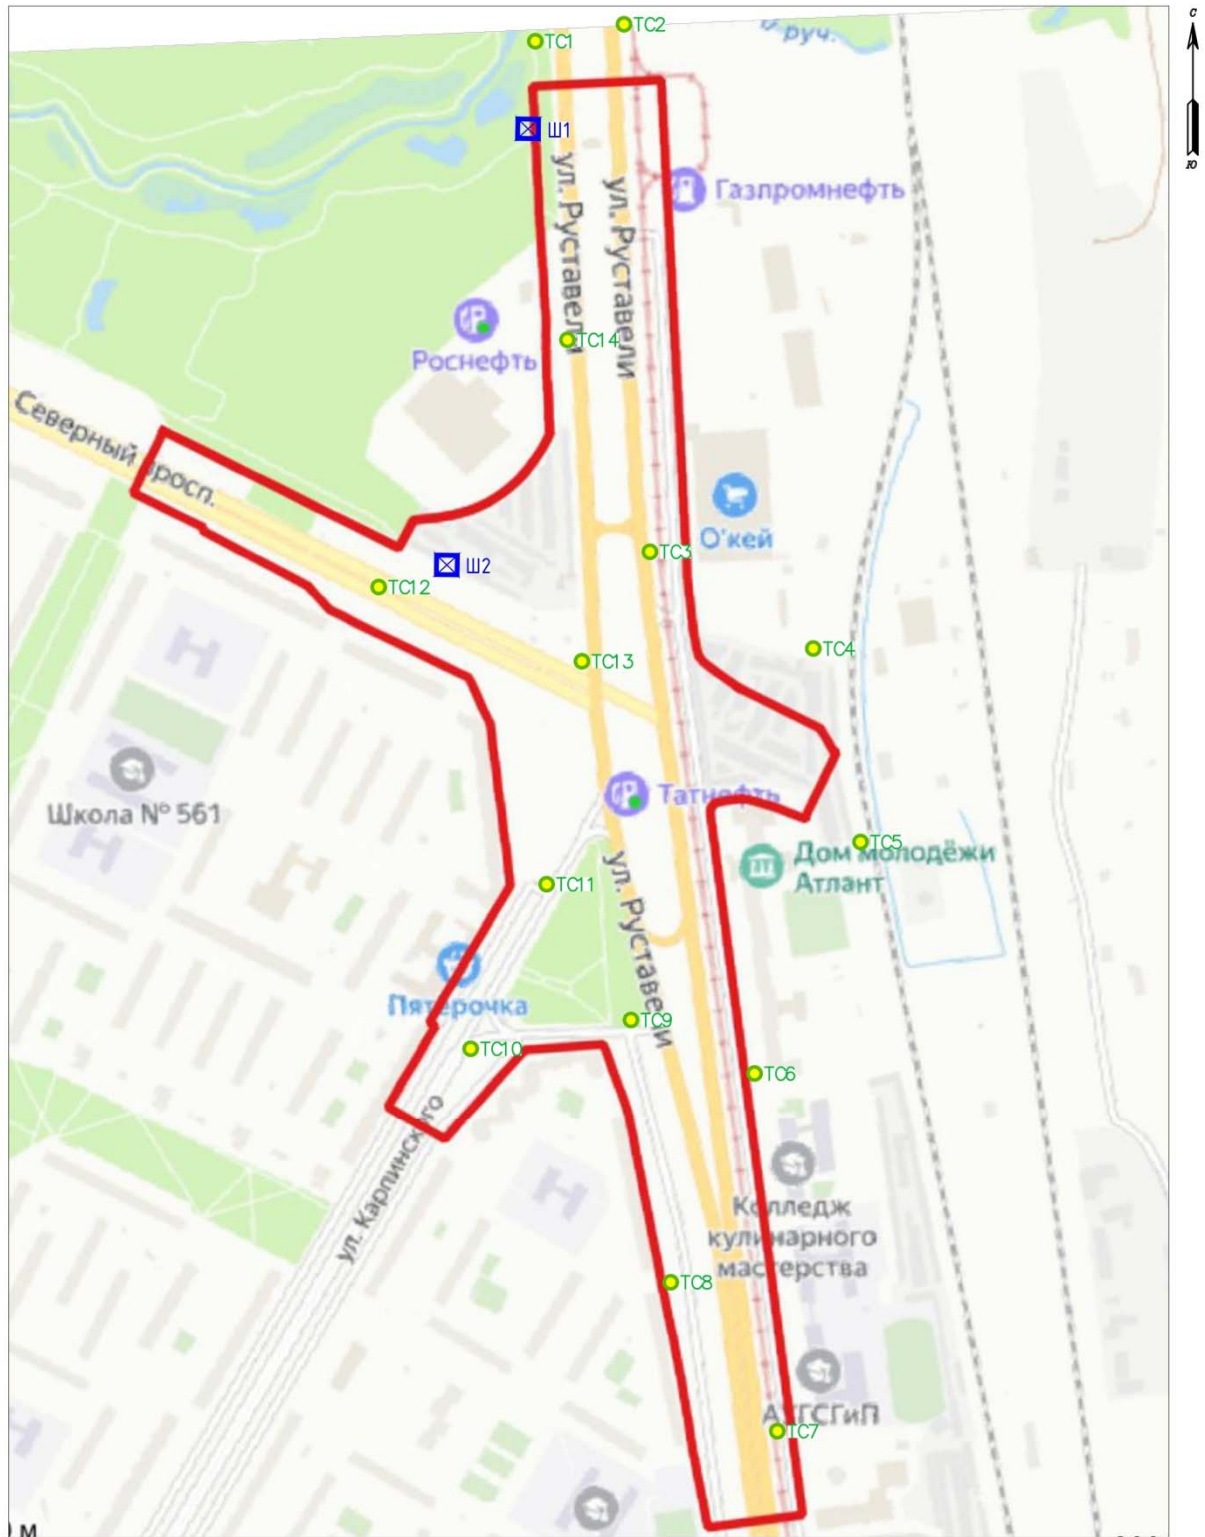 С
Ю
руч.
ТС1
ТС2
Ш1
ул. Руставели
ул. Руставели
Газпромнефть
Роснефть
ТС14
Северный просп.
О'кей
ТС3
Ш2
ТС12
ТС4
ТС13
Школа № 561
Татнефть
Дом молодёжи
Атлант
ТС5
ТС11
ул. Руставели
Пятёрочка
ТС9
ТС10
ТС6
ул. Карпинского
Колледж
кулинарного
мастерства
ТС8
АУГСГиП
ТС7
м